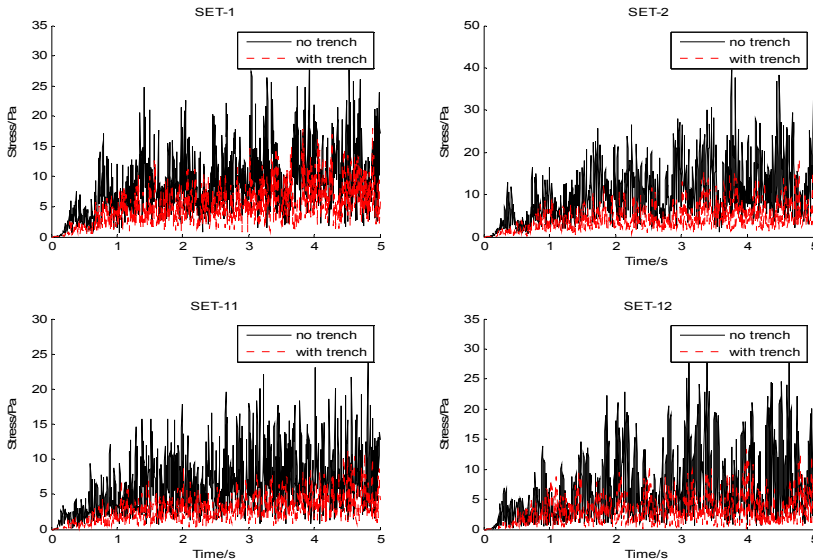 SET-1
35
30
25
20
15
10
5
0
Stress/Pa
no trench
with trench
0 1 2 3 4 5
Time/s
SET-2
50
40
30
20
10
0
Stress/Pa
no trench
with trench
0 1 2 3 4 5
Time/s
SET-11
30
25
20
15
10
5
0
Stress/Pa
no trench
with trench
0 1 2 3 4 5
Time/s
SET-12
35
30
25
20
15
10
5
0
Stress/Pa
no trench
with trench
0 1 2 3 4 5
Time/s